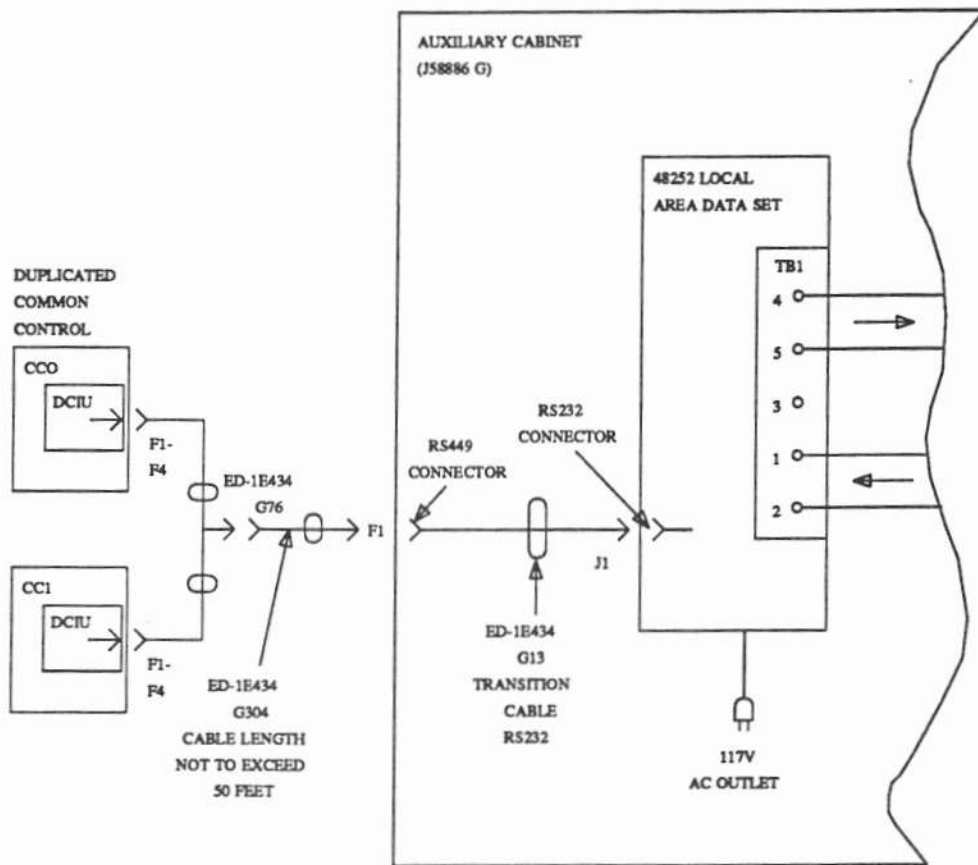 AUXILIARY CABINET
(J58886 G)
48252 LOCAL
AREA DATA SET
TB1
4
5
3
1
2
DUPLICATED
COMMON
CONTROL
CC0
DCIU
F1-
F4
ED-1E434
G76
F1
RS449
CONNECTOR
RS232
CONNECTOR
J1
CC1
DCIU
F1-
F4
ED-1E434
G304
CABLE LENGTH
NOT TO EXCEED
50 FEET
ED-1E434
G13
TRANSITION
CABLE
RS232
117V
AC OUTLET